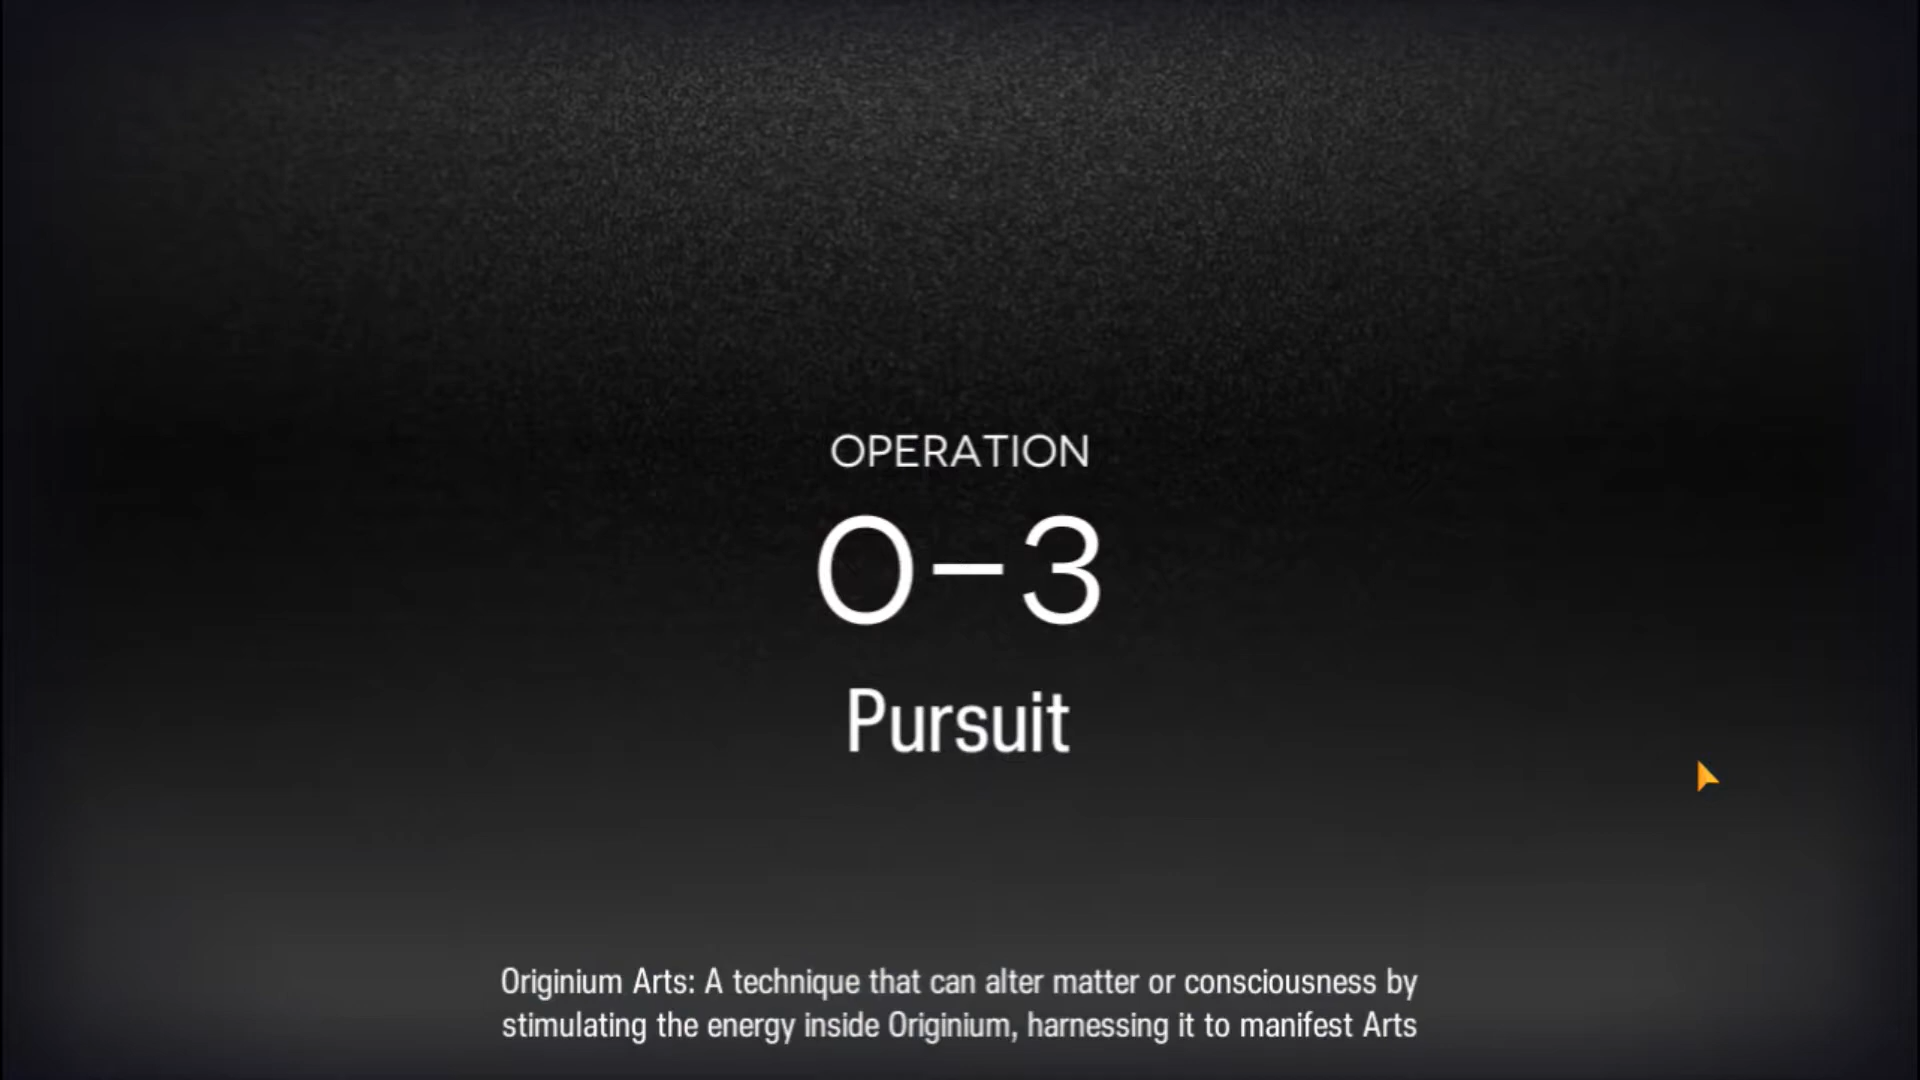 OPERATION
0-3
Pursuit
Originium Arts: A technique that can alter matter or consciousness by
stimulating the energy inside Originium, harnessing it to manifest Arts